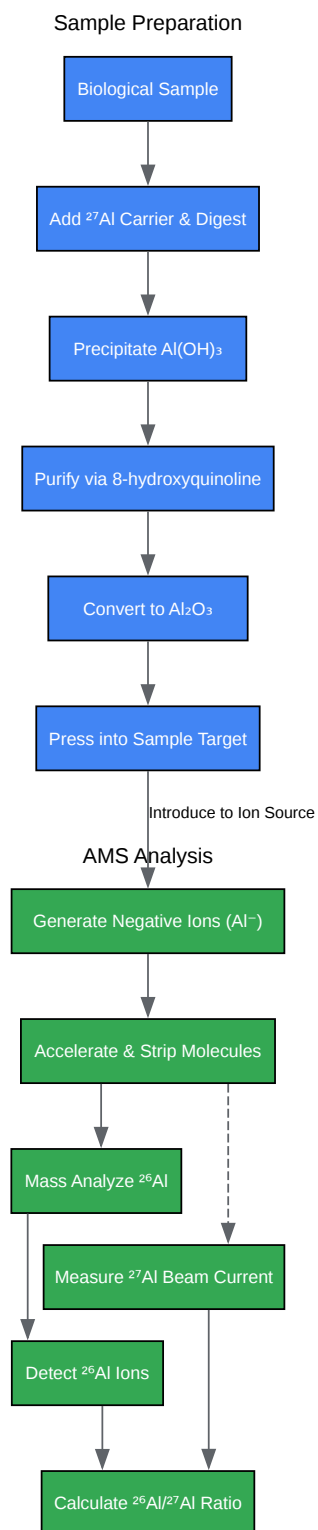 Sample Preparation
Biological Sample
Add ²⁷Al Carrier & Digest
Precipitate Al(OH)₃
Purify via 8-hydroxyquinoline
Convert to Al₂O₃
Press into Sample Target
Introduce to Ion Source
AMS Analysis
Generate Negative Ions (Al⁻)
Accelerate & Strip Molecules
Mass Analyze ²⁶Al
Measure ²⁷Al Beam Current
Detect ²⁶Al Ions
Calculate ²⁶Al/²⁷Al Ratio